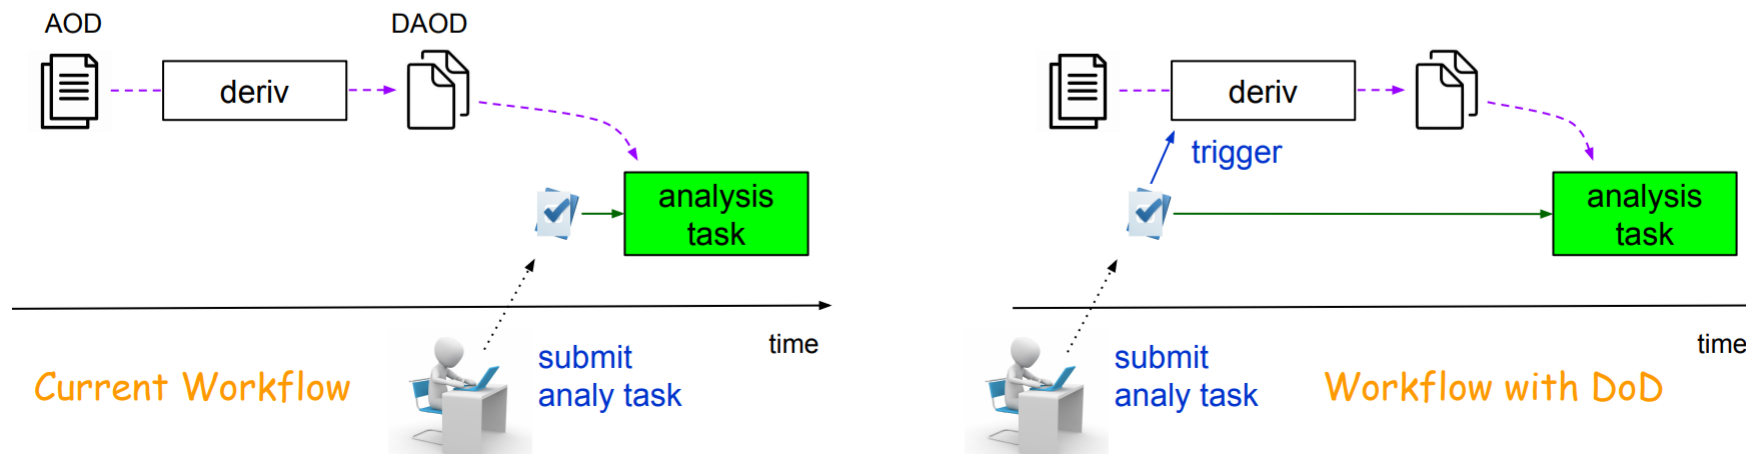 AOD
DAOD
deriv
analysis
task
time
submit
analy task
Current Workflow
deriv
trigger
analysis
task
time
submit
analy task
Workflow with DoD